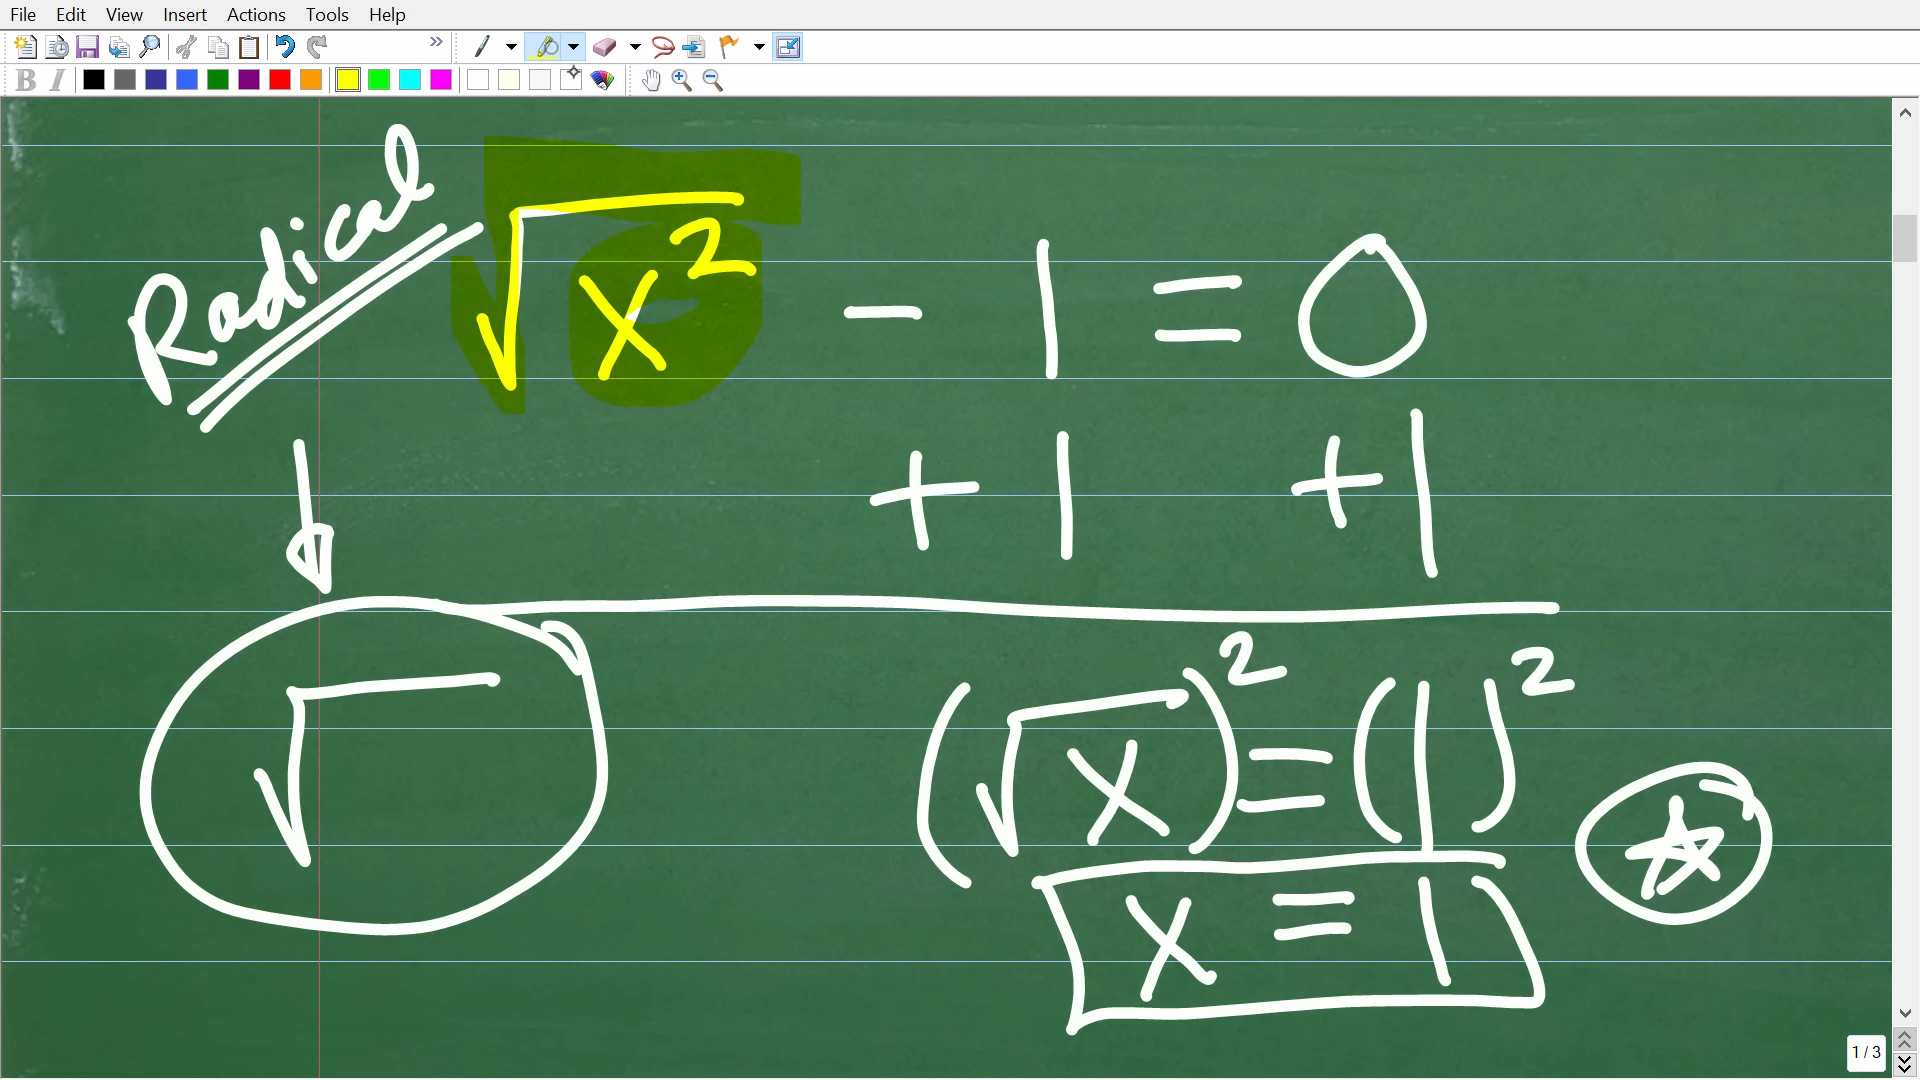 File Edit View Insert Actions Tools Help
B I
Radical
√x² - 1 = 0
+ 1 + 1
√
(√x)² = (1)²
x = 1
1 / 3